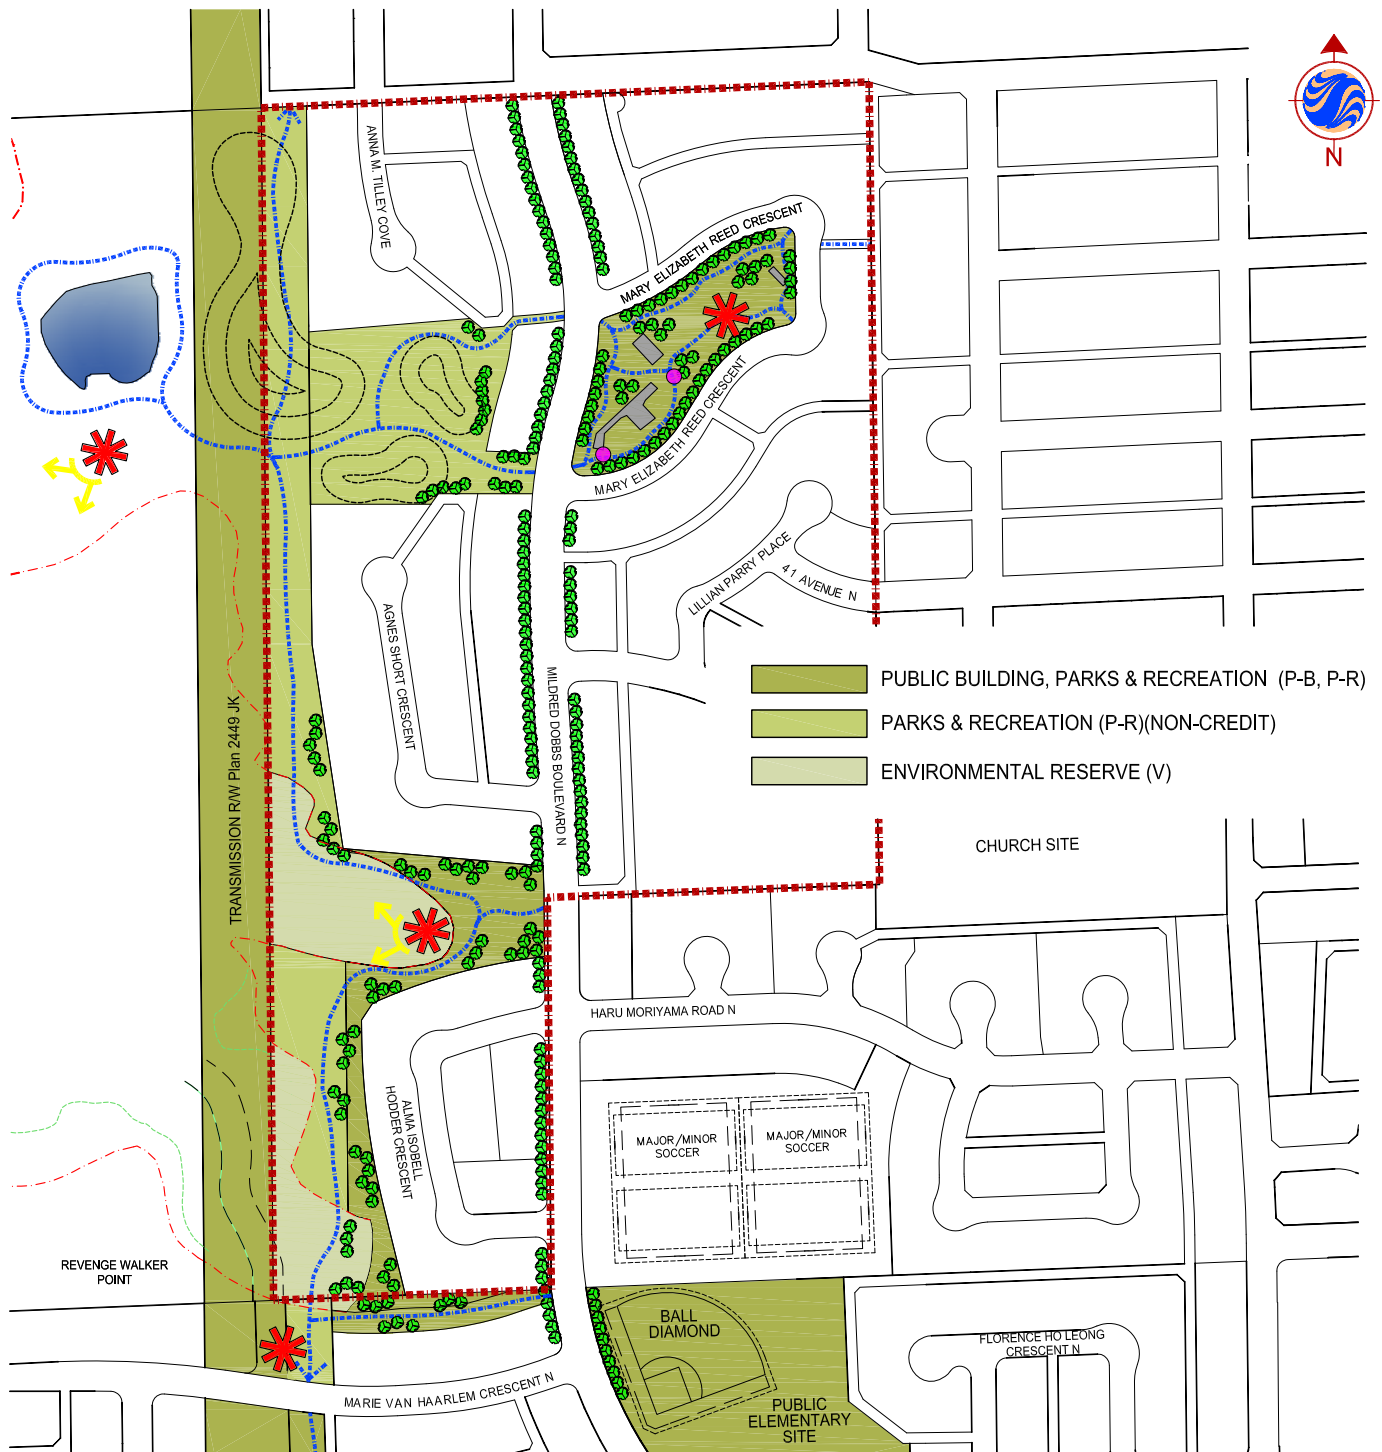 N
ANNA M. TILLEY COVE
MARY ELIZABETH REED CRESCENT
MARY ELIZABETH REED CRESCENT
LILLIAN PARRY PLACE
41 AVENUE N
AGNES SHORT CRESCENT
MILDRED DOBBS BOULEVARD N
TRANSMISSION R/W Plan 2449 JK
PUBLIC BUILDING, PARKS & RECREATION (P-B, P-R)
PARKS & RECREATION (P-R)(NON-CREDIT)
ENVIRONMENTAL RESERVE (V)
CHURCH SITE
HARU MORIYAMA ROAD N
ALMA ISOBELL
HODDER CRESCENT
MAJOR/MINOR
SOCCER
MAJOR/MINOR
SOCCER
REVENGE WALKER
POINT
BALL
DIAMOND
FLORENCE HO LEONG
CRESCENT N
MARIE VAN HAARLEM CRESCENT N
PUBLIC
ELEMENTARY
SITE